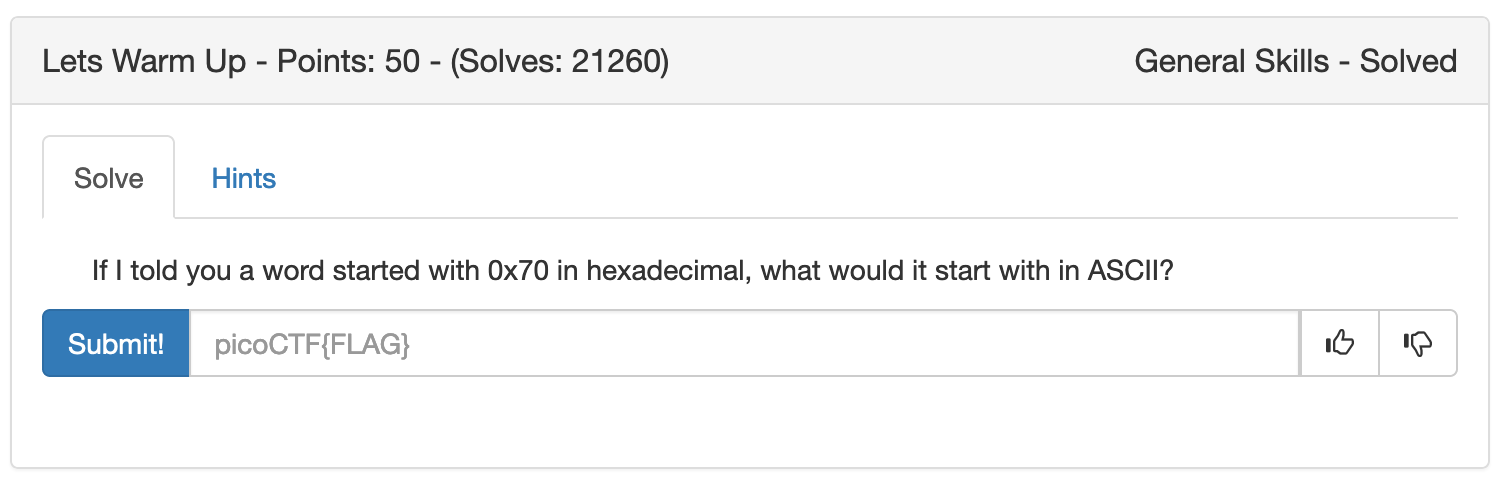 Lets Warm Up - Points: 50 - (Solves: 21260) General Skills - Solved
Solve Hints
If I told you a word started with 0x70 in hexadecimal, what would it start with in ASCII?
Submit! picoCTF{FLAG}